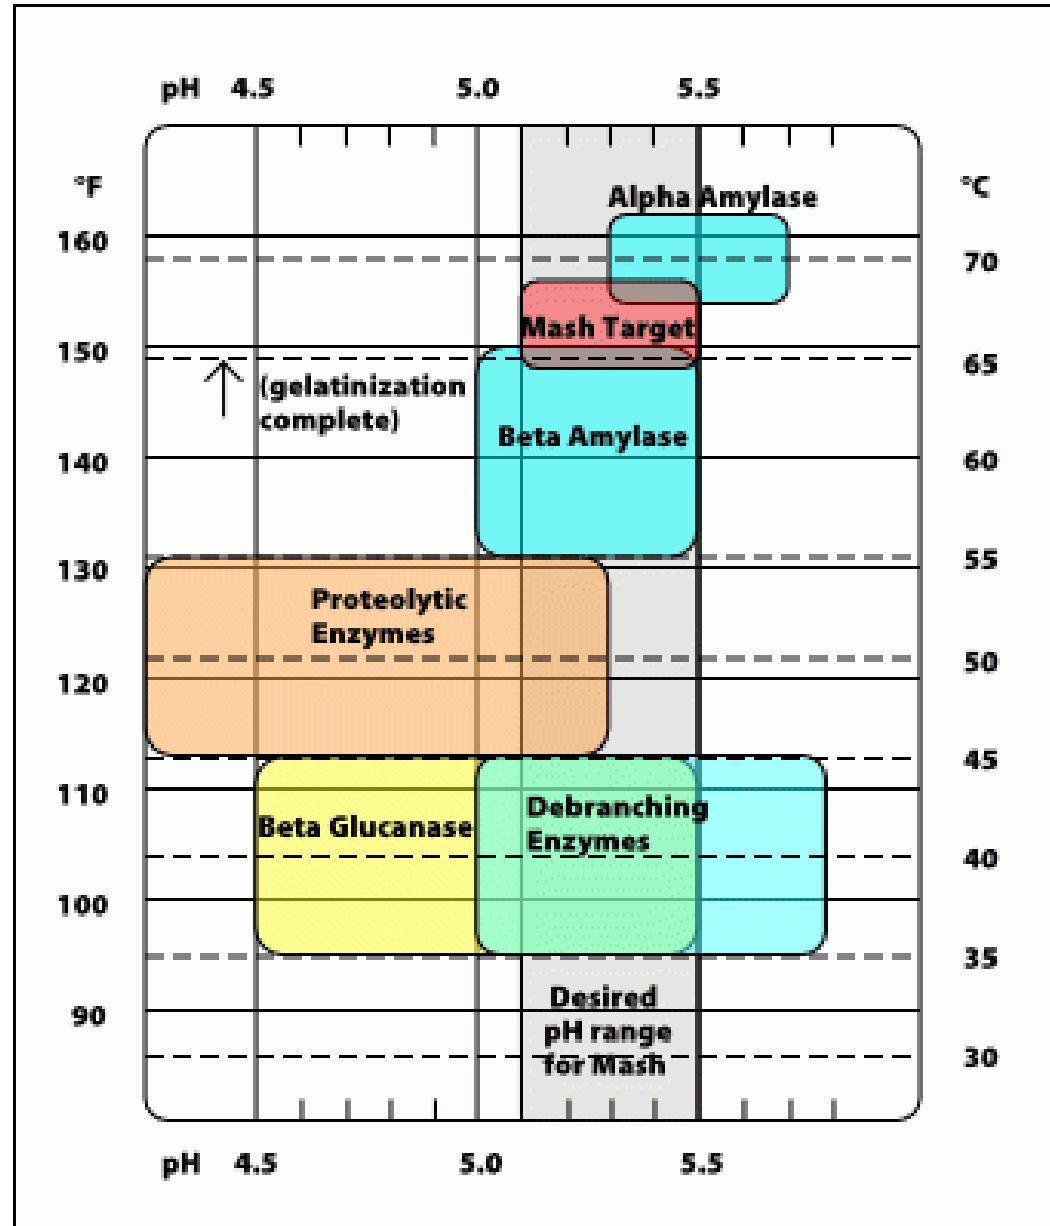 pH 4.5 5.0 5.5
°F °C
Alpha Amylase
160
70
Mash Target
150
65
(gelatinization
complete)
Beta Amylase
140 60
55
130
Proteolytic
Enzymes
50
120
45
110
Debranching
Enzymes
Beta Glucanase
40
100
35
Desired
pH range
for Mash
90
30
pH 4.5 5.0 5.5